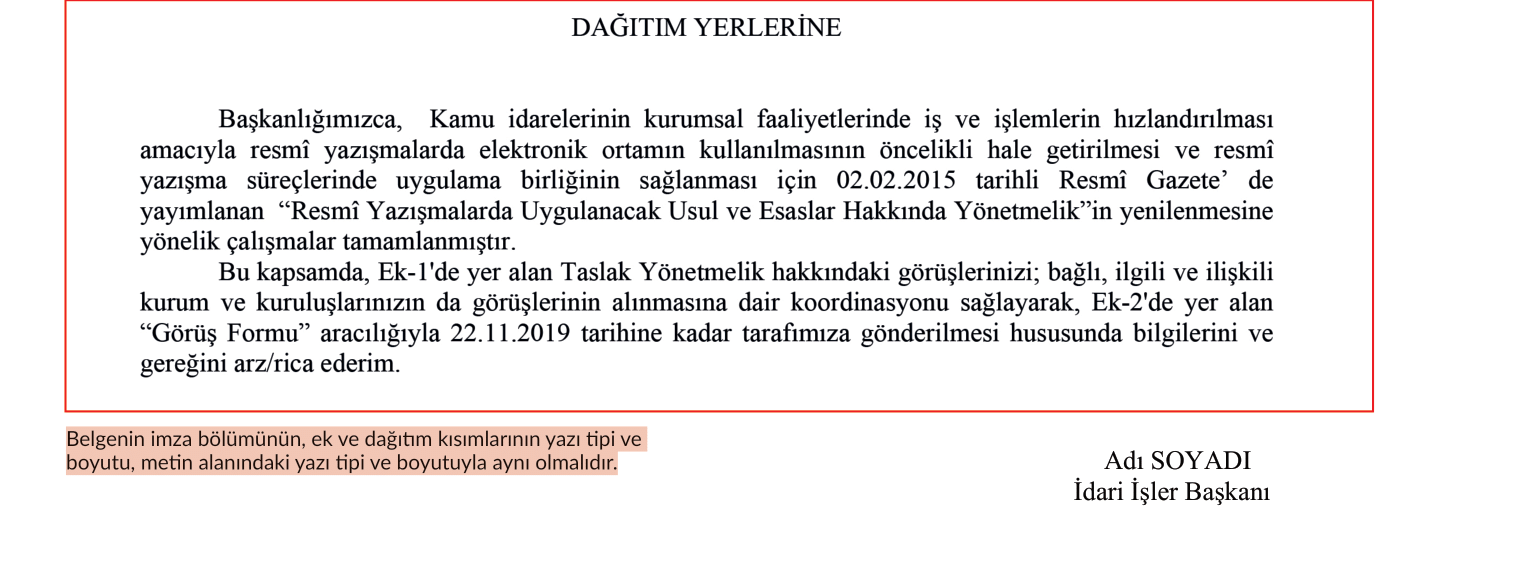 DAĞITIM YERLERİNE
Başkanlığımızca,  Kamu idarelerinin kurumsal faaliyetlerinde iş ve işlemlerin hızlandırılması
amacıyla resmî yazışmalarda elektronik ortamın kullanılmasının öncelikli hale getirilmesi ve resmî
yazışma süreçlerinde uygulama birliğinin sağlanması için 02.02.2015 tarihli Resmî Gazete’ de
yayımlanan  “Resmî Yazışmalarda Uygulanacak Usul ve Esaslar Hakkında Yönetmelik”in yenilenmesine
yönelik çalışmalar tamamlanmıştır.
Bu kapsamda, Ek-1'de yer alan Taslak Yönetmelik hakkındaki görüşlerinizi; bağlı, ilgili ve ilişkili
kurum ve kuruluşlarınızın da görüşlerinin alınmasına dair koordinasyonu sağlayarak, Ek-2'de yer alan
“Görüş Formu” aracılığıyla 22.11.2019 tarihine kadar tarafımıza gönderilmesi hususunda bilgilerini ve
gereğini arz/rica ederim.
Belgenin imza bölümünün, ek ve dağıtım kısımlarının yazı tipi ve
boyutu, metin alanındaki yazı tipi ve boyutuyla aynı olmalıdır.
Adı SOYADI
İdari İşler Başkanı